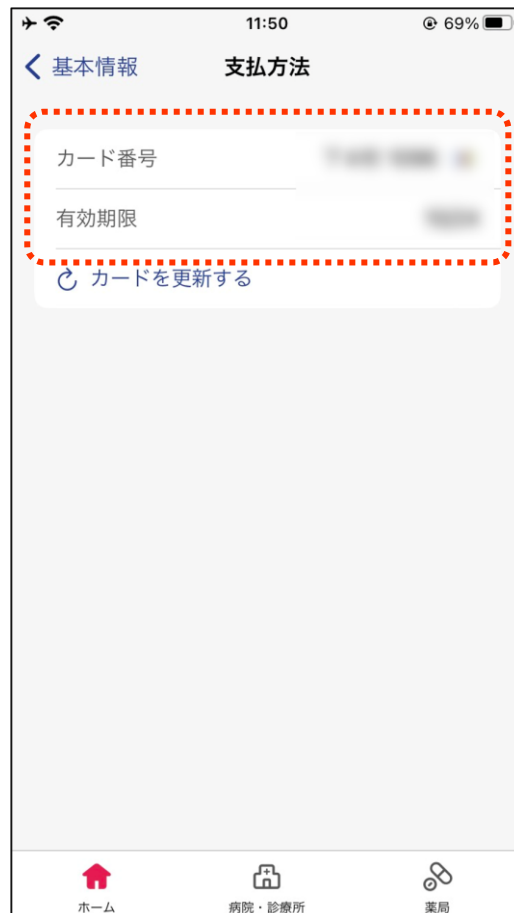 11:50
69%
基本情報
支払方法
カード番号
有効期限
カードを更新する
ホーム
病院・診療所
薬局